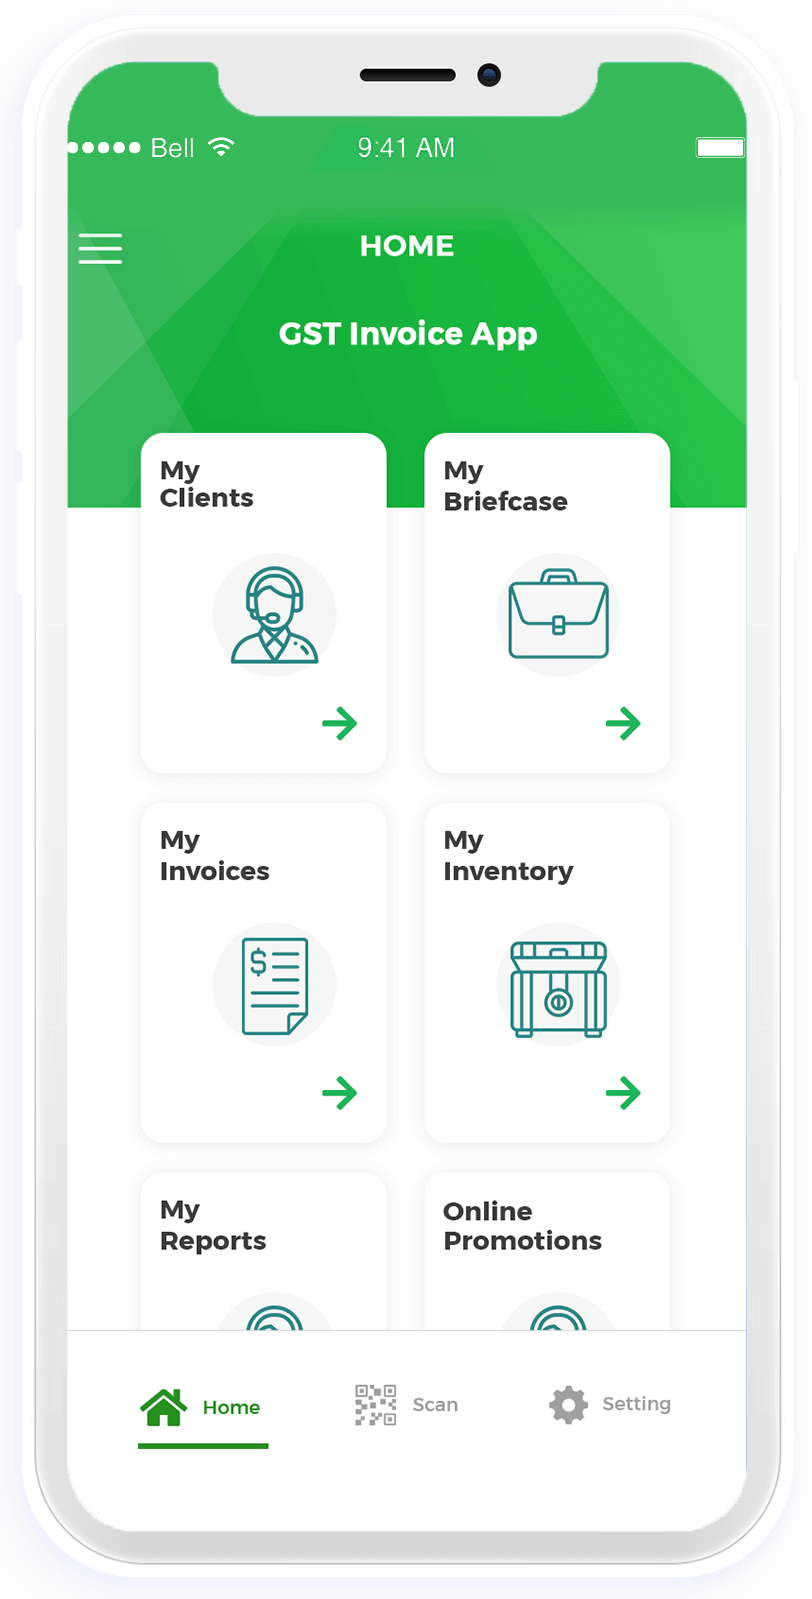 Bell 9:41 AM
HOME
GST Invoice App
My
Clients
My
Briefcase
My
Invoices
My
Inventory
My
Reports
Online
Promotions
Home
Scan
Setting